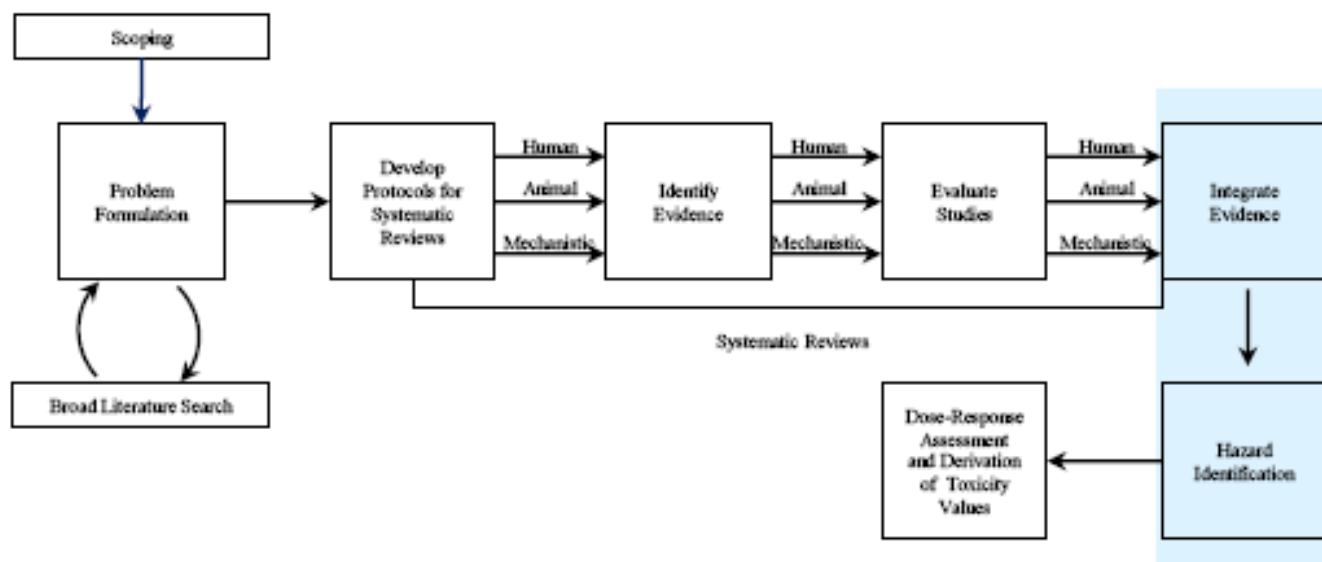 Scoping
Problem
Formulation
Broad Literature Search
Develop
Protocols for
Systematic
Reviews
Human
Animal
Mechanistic
Identify
Evidence
Human
Animal
Mechanistic
Evaluate
Studies
Human
Animal
Mechanistic
Integrate
Evidence
Systematic Reviews
Hazard
Identification
Dose-Response
Assessment
and Derivation
of Toxicity
Values